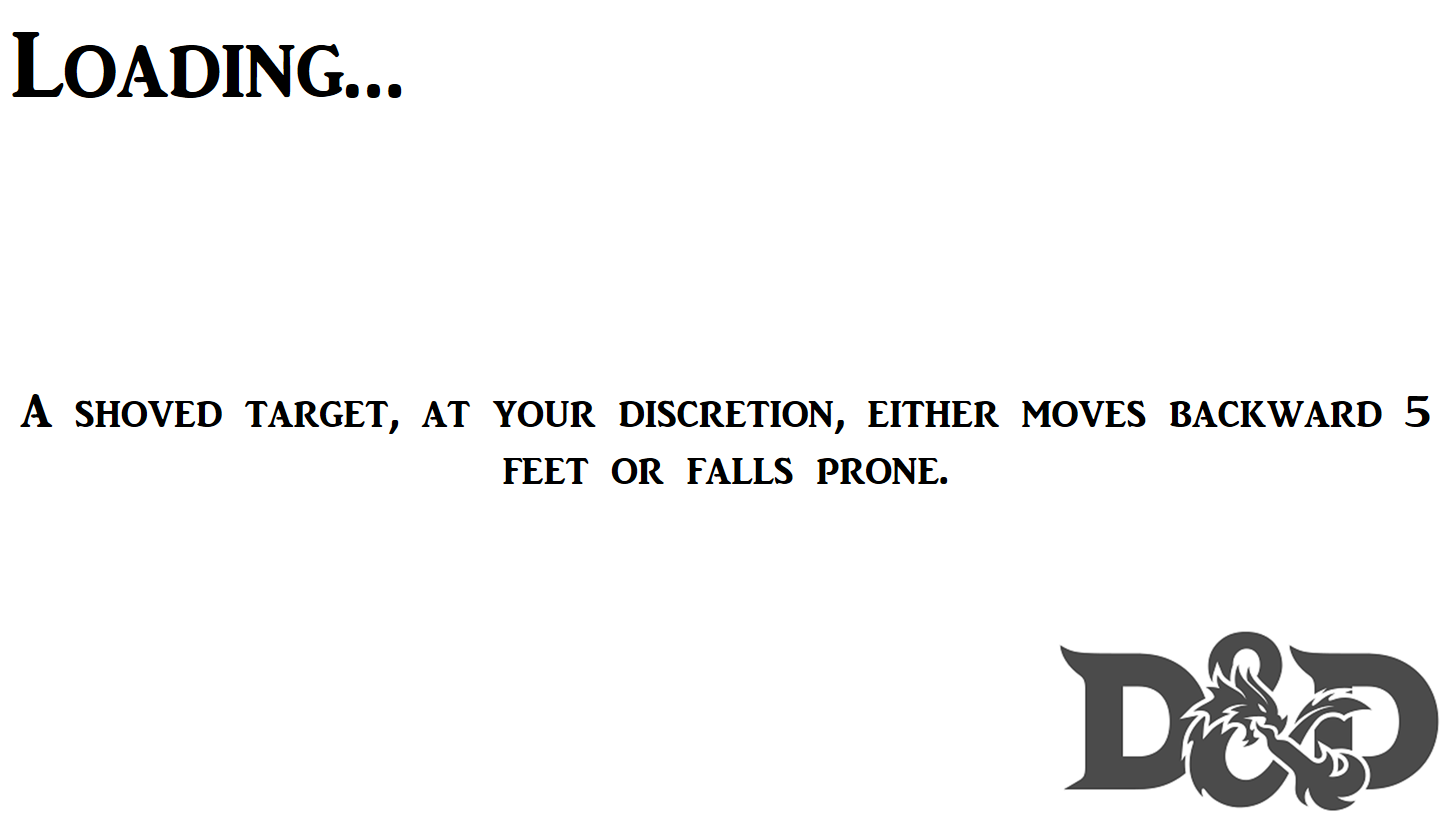 Loading...
A shoved target, at your discretion, either moves backward 5
feet or falls prone.
D&D